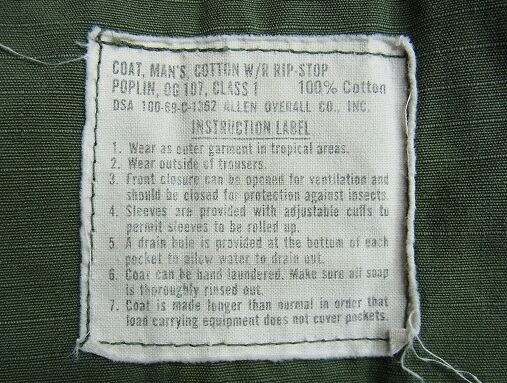 COAT, MAN'S, COTTON W/R RIP-STOP
POPLIN, OG 107, CLASS 1 100% Cotton
DSA 100-69-C-1362 ALLEN OVERALL CO., INC.
INSTRUCTION LABEL
1. Wear as outer garment in tropical areas.
2. Wear outside of trousers.
3. Front closure can be opened for ventilation and
should be closed for protection against insects.
4. Sleeves are provided with adjustable cuffs to
permit sleeves to be rolled up.
5. A drain hole is provided at the bottom of each
pocket to allow water to drain out.
6. Coat can be hand laundered. Make sure all soap
is thoroughly rinsed out.
7. Coat is made longer than normal in order that
load carrying equipment does not cover pockets.